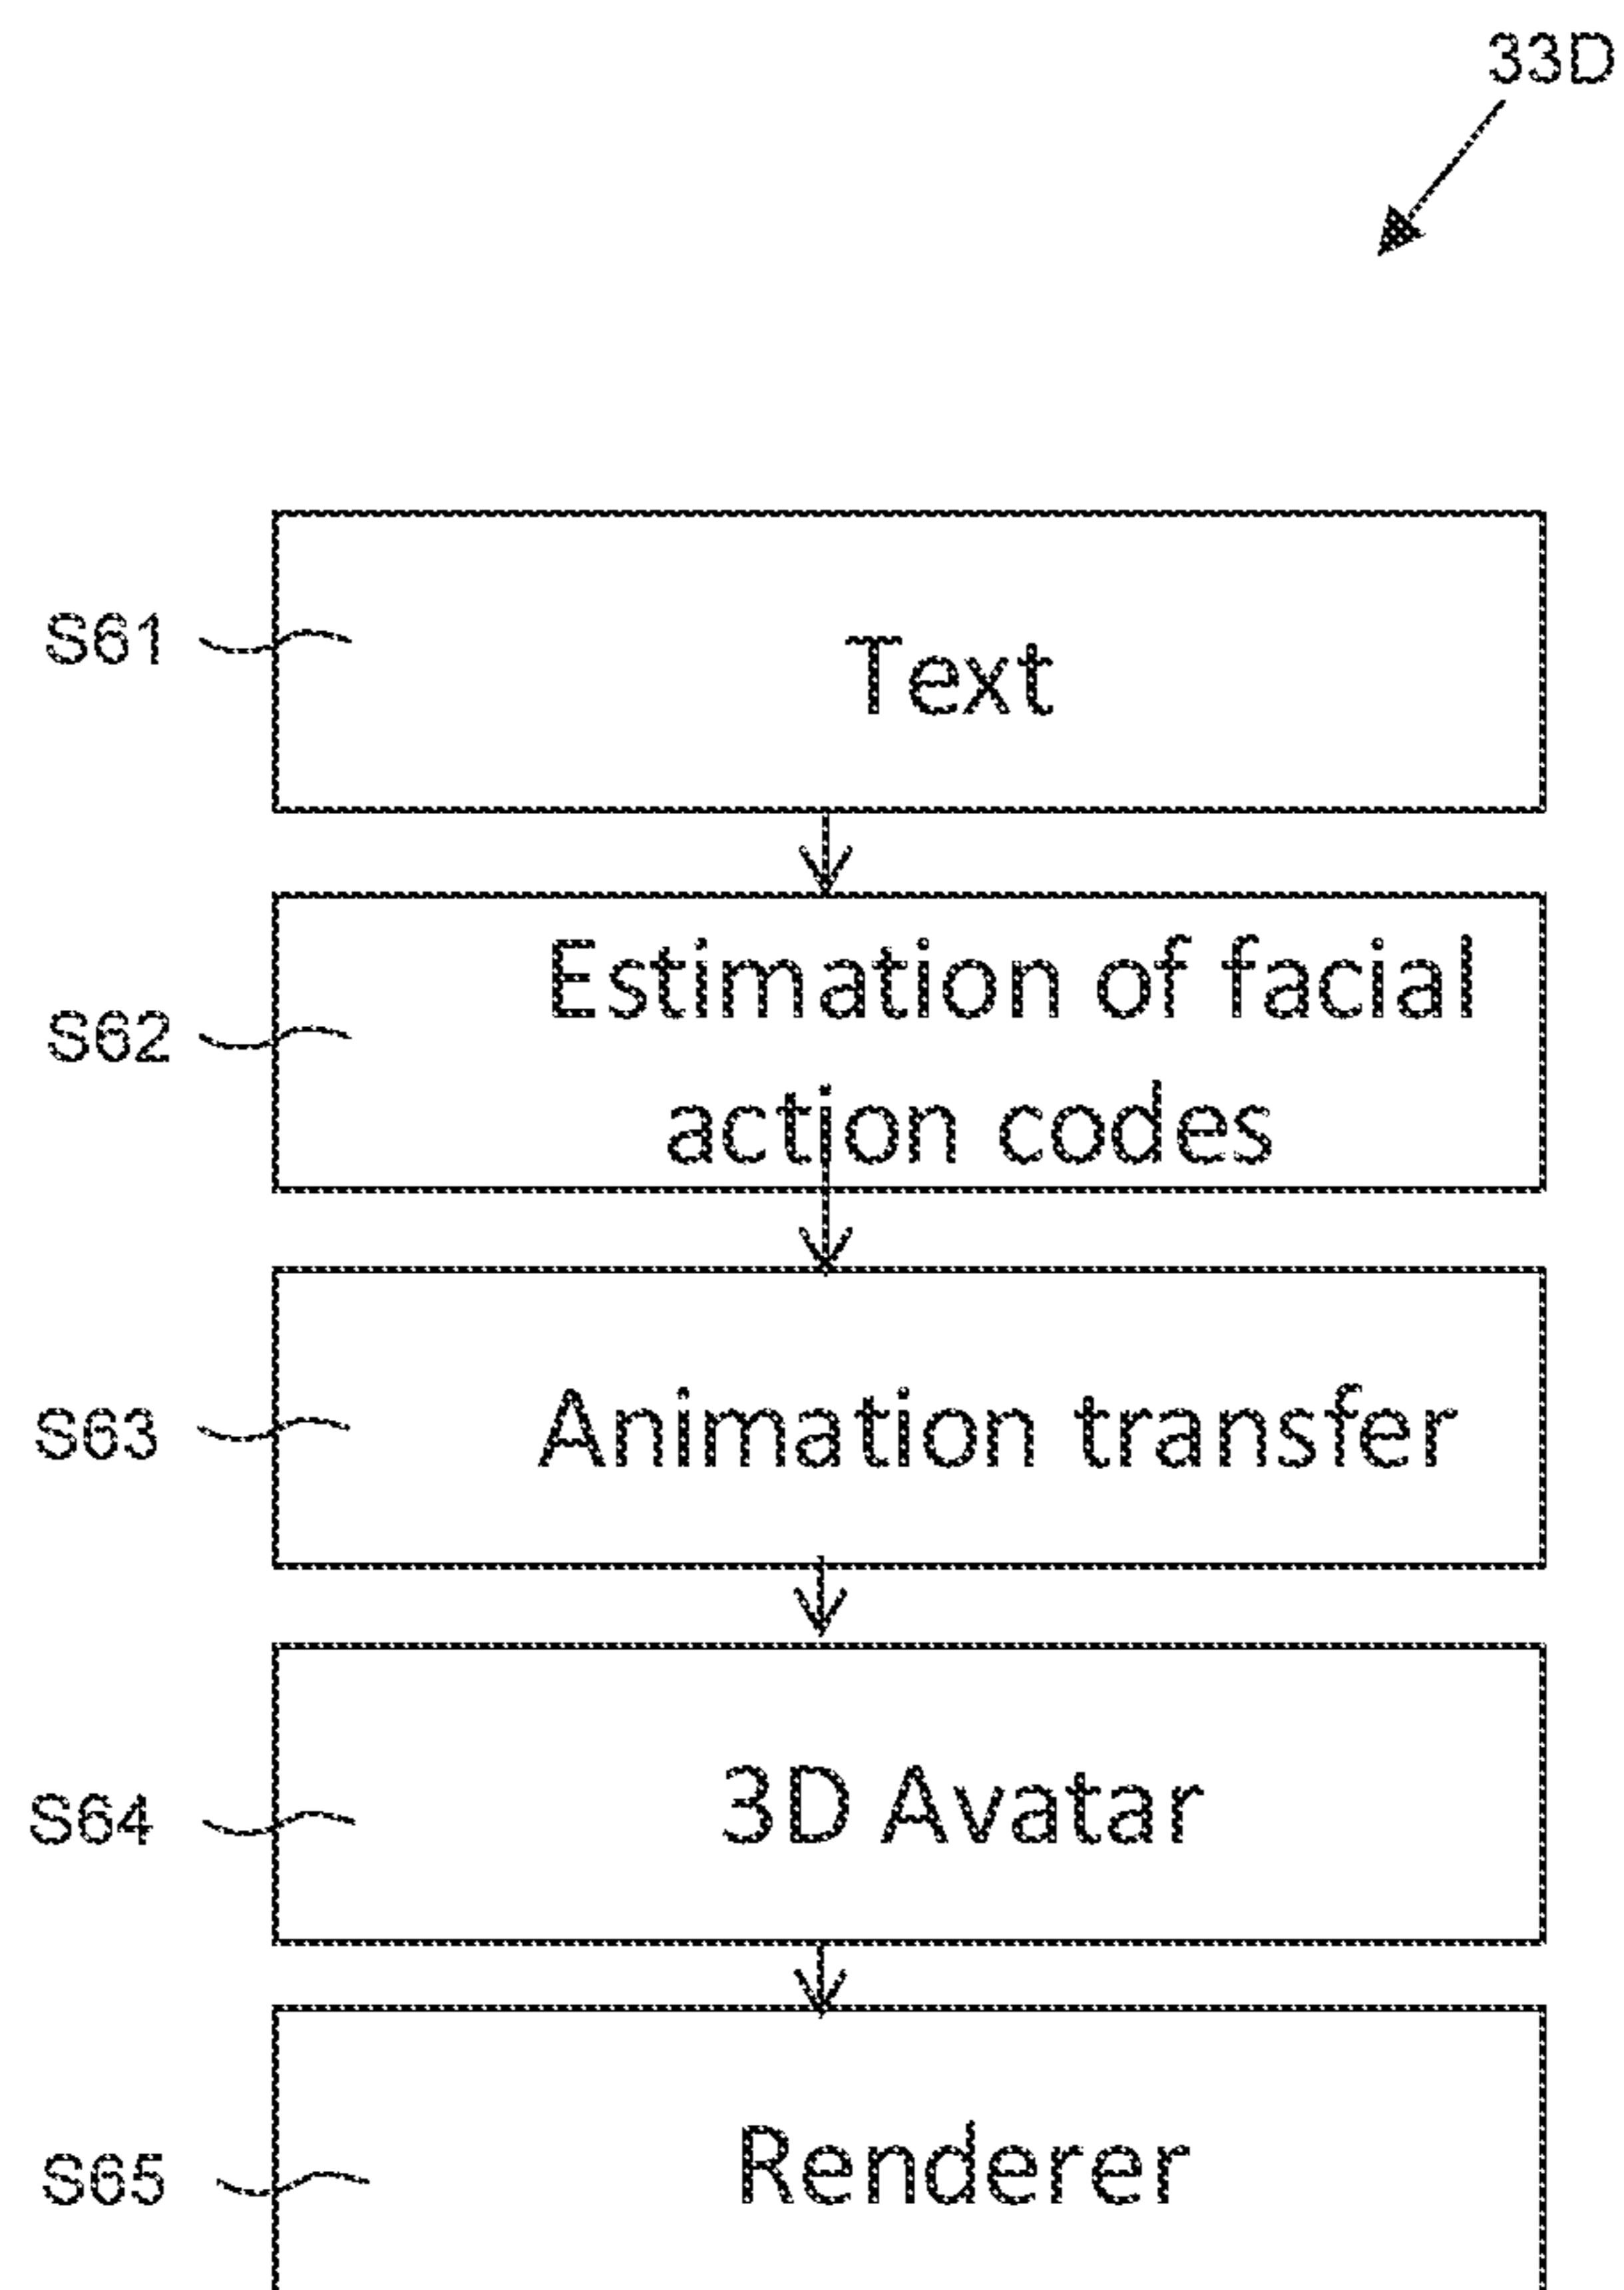 33D
S61
Text
S62
Estimation of facial
action codes
S63
Animation transfer
S64
3D Avatar
S65
Renderer